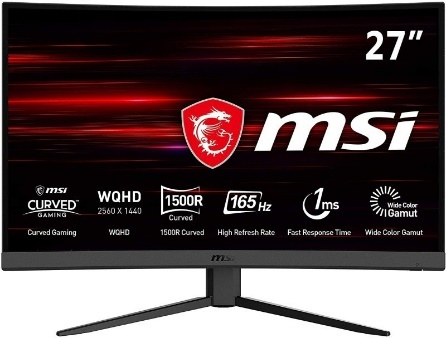 27”
msi
msi
CURVED
GAMING
WQHD
2560 X 1440
1500R
Curved
165Hz
1ms
Wide Color
Gamut
Curved Gaming
WQHD
1500R Curved
High Refresh Rate
Fast Response Time
Wide Color Gamut
msi